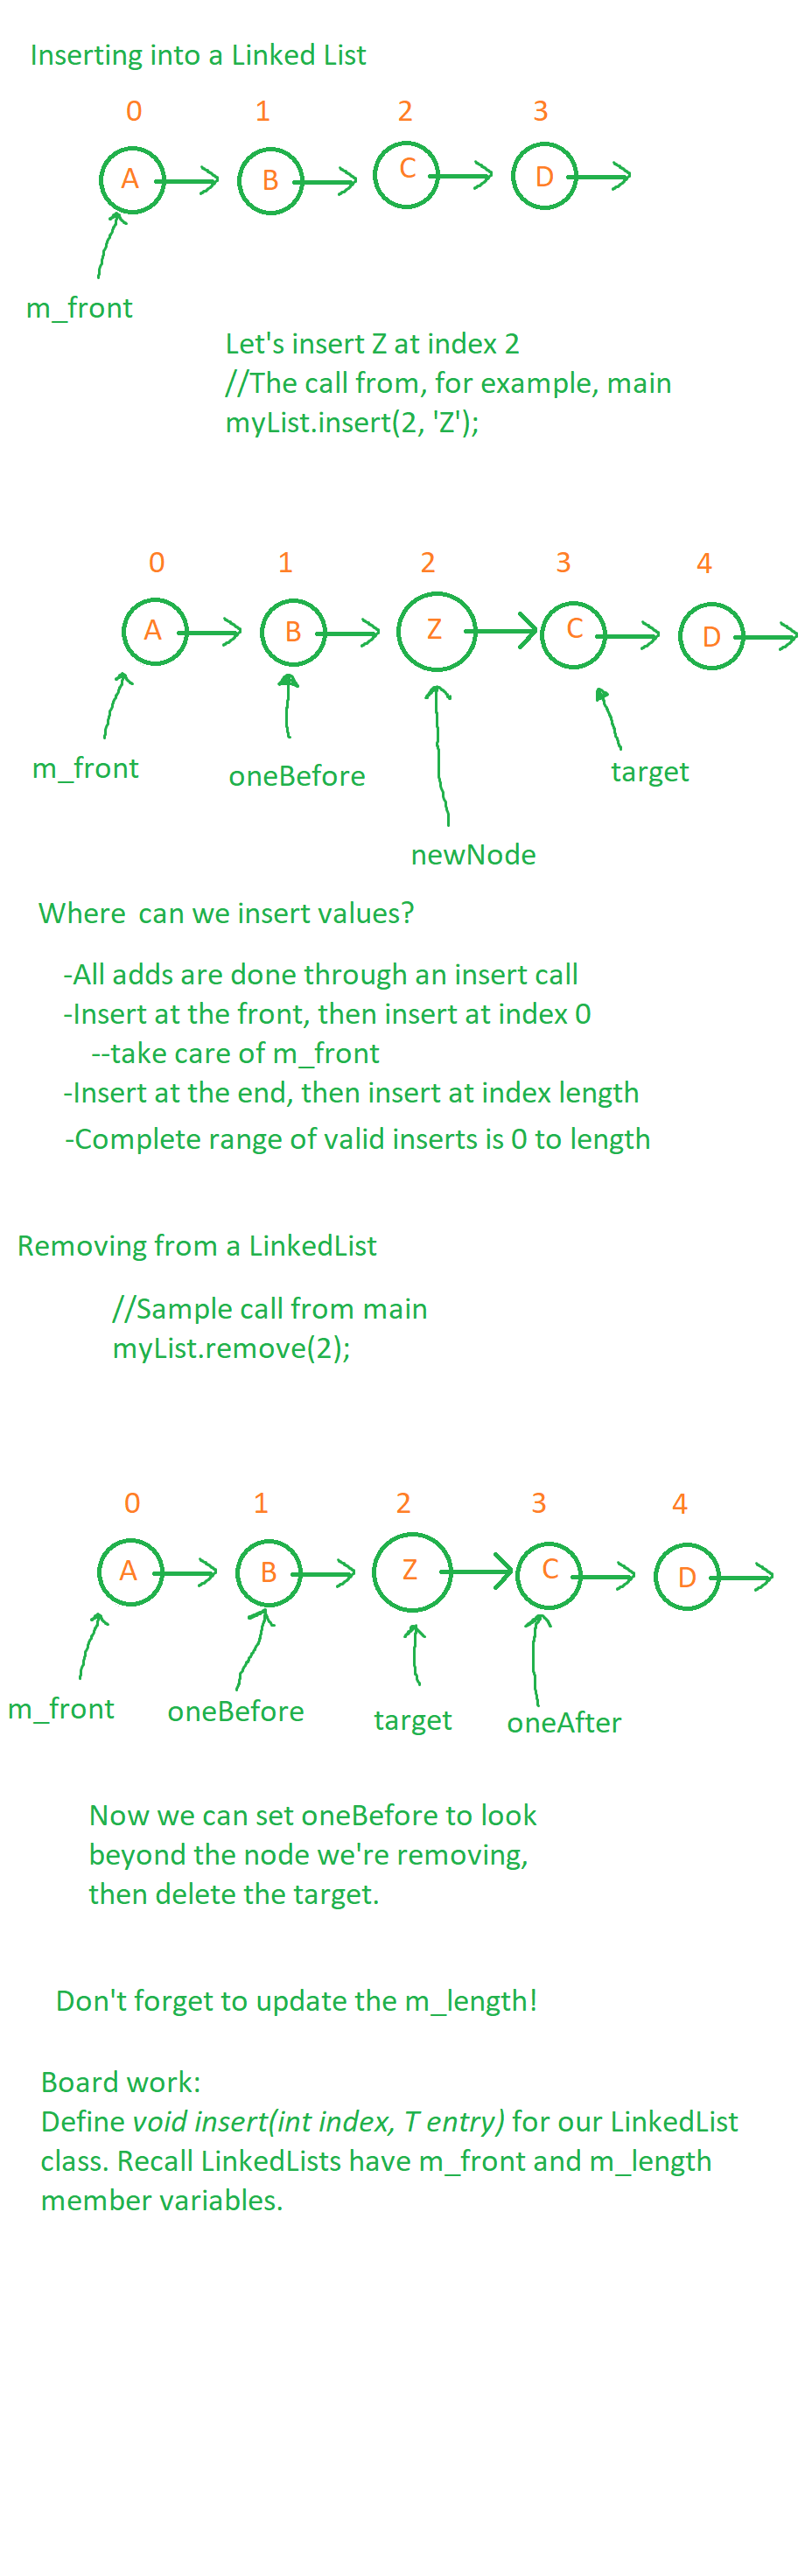 Inserting into a Linked List
0 1 2 3
A B C D
m_front
Let's insert Z at index 2
//The call from, for example, main
myList.insert(2, 'Z');
0 1 2 3 4
A B Z C D
m_front oneBefore target
newNode
Where can we insert values?
-All adds are done through an insert call
-Insert at the front, then insert at index 0
--take care of m_front
-Insert at the end, then insert at index length
-Complete range of valid inserts is 0 to length
Removing from a LinkedList
//Sample call from main
myList.remove(2);
0 1 2 3 4
A B Z C D
m_front oneBefore target oneAfter
Now we can set oneBefore to look
beyond the node we're removing,
then delete the target.
Don't forget to update the m_length!
Board work:
Define void insert(int index, T entry) for our LinkedList
class. Recall LinkedLists have m_front and m_length
member variables.